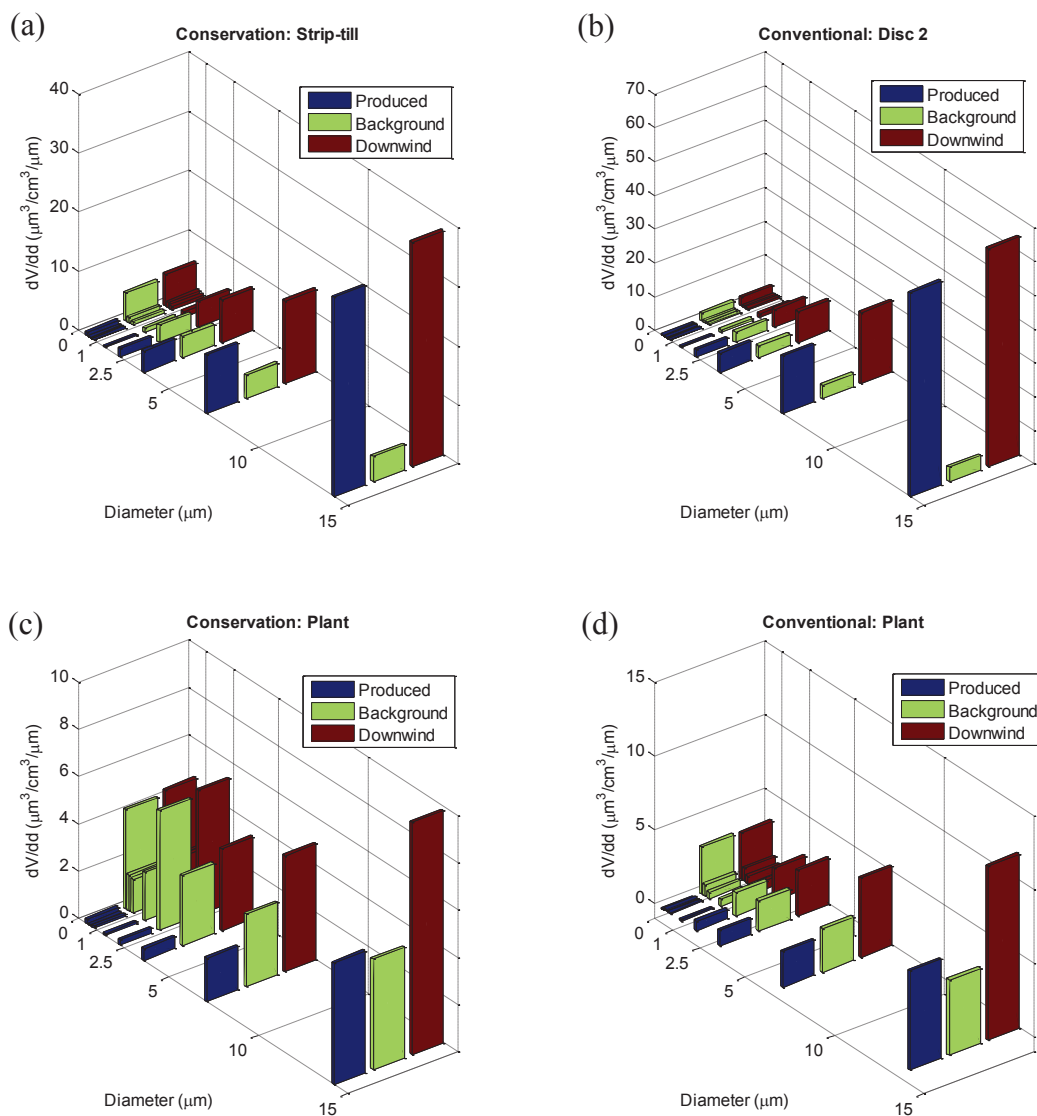 (a)
Conservation: Strip-till
40
30
20
10
0
dV/dd (μm³/cm³/μm)
Produced
Background
Downwind
0
1
2.5
5
10
15
Diameter (μm)
(b)
Conventional: Disc 2
70
60
50
40
30
20
10
0
dV/dd (μm³/cm³/μm)
Produced
Background
Downwind
0
1
2.5
5
10
15
Diameter (μm)
(c)
Conservation: Plant
10
8
6
4
2
0
dV/dd (μm³/cm³/μm)
Produced
Background
Downwind
0
1
2.5
5
10
15
Diameter (μm)
(d)
Conventional: Plant
15
10
5
0
dV/dd (μm³/cm³/μm)
Produced
Background
Downwind
0
1
2.5
5
10
15
Diameter (μm)